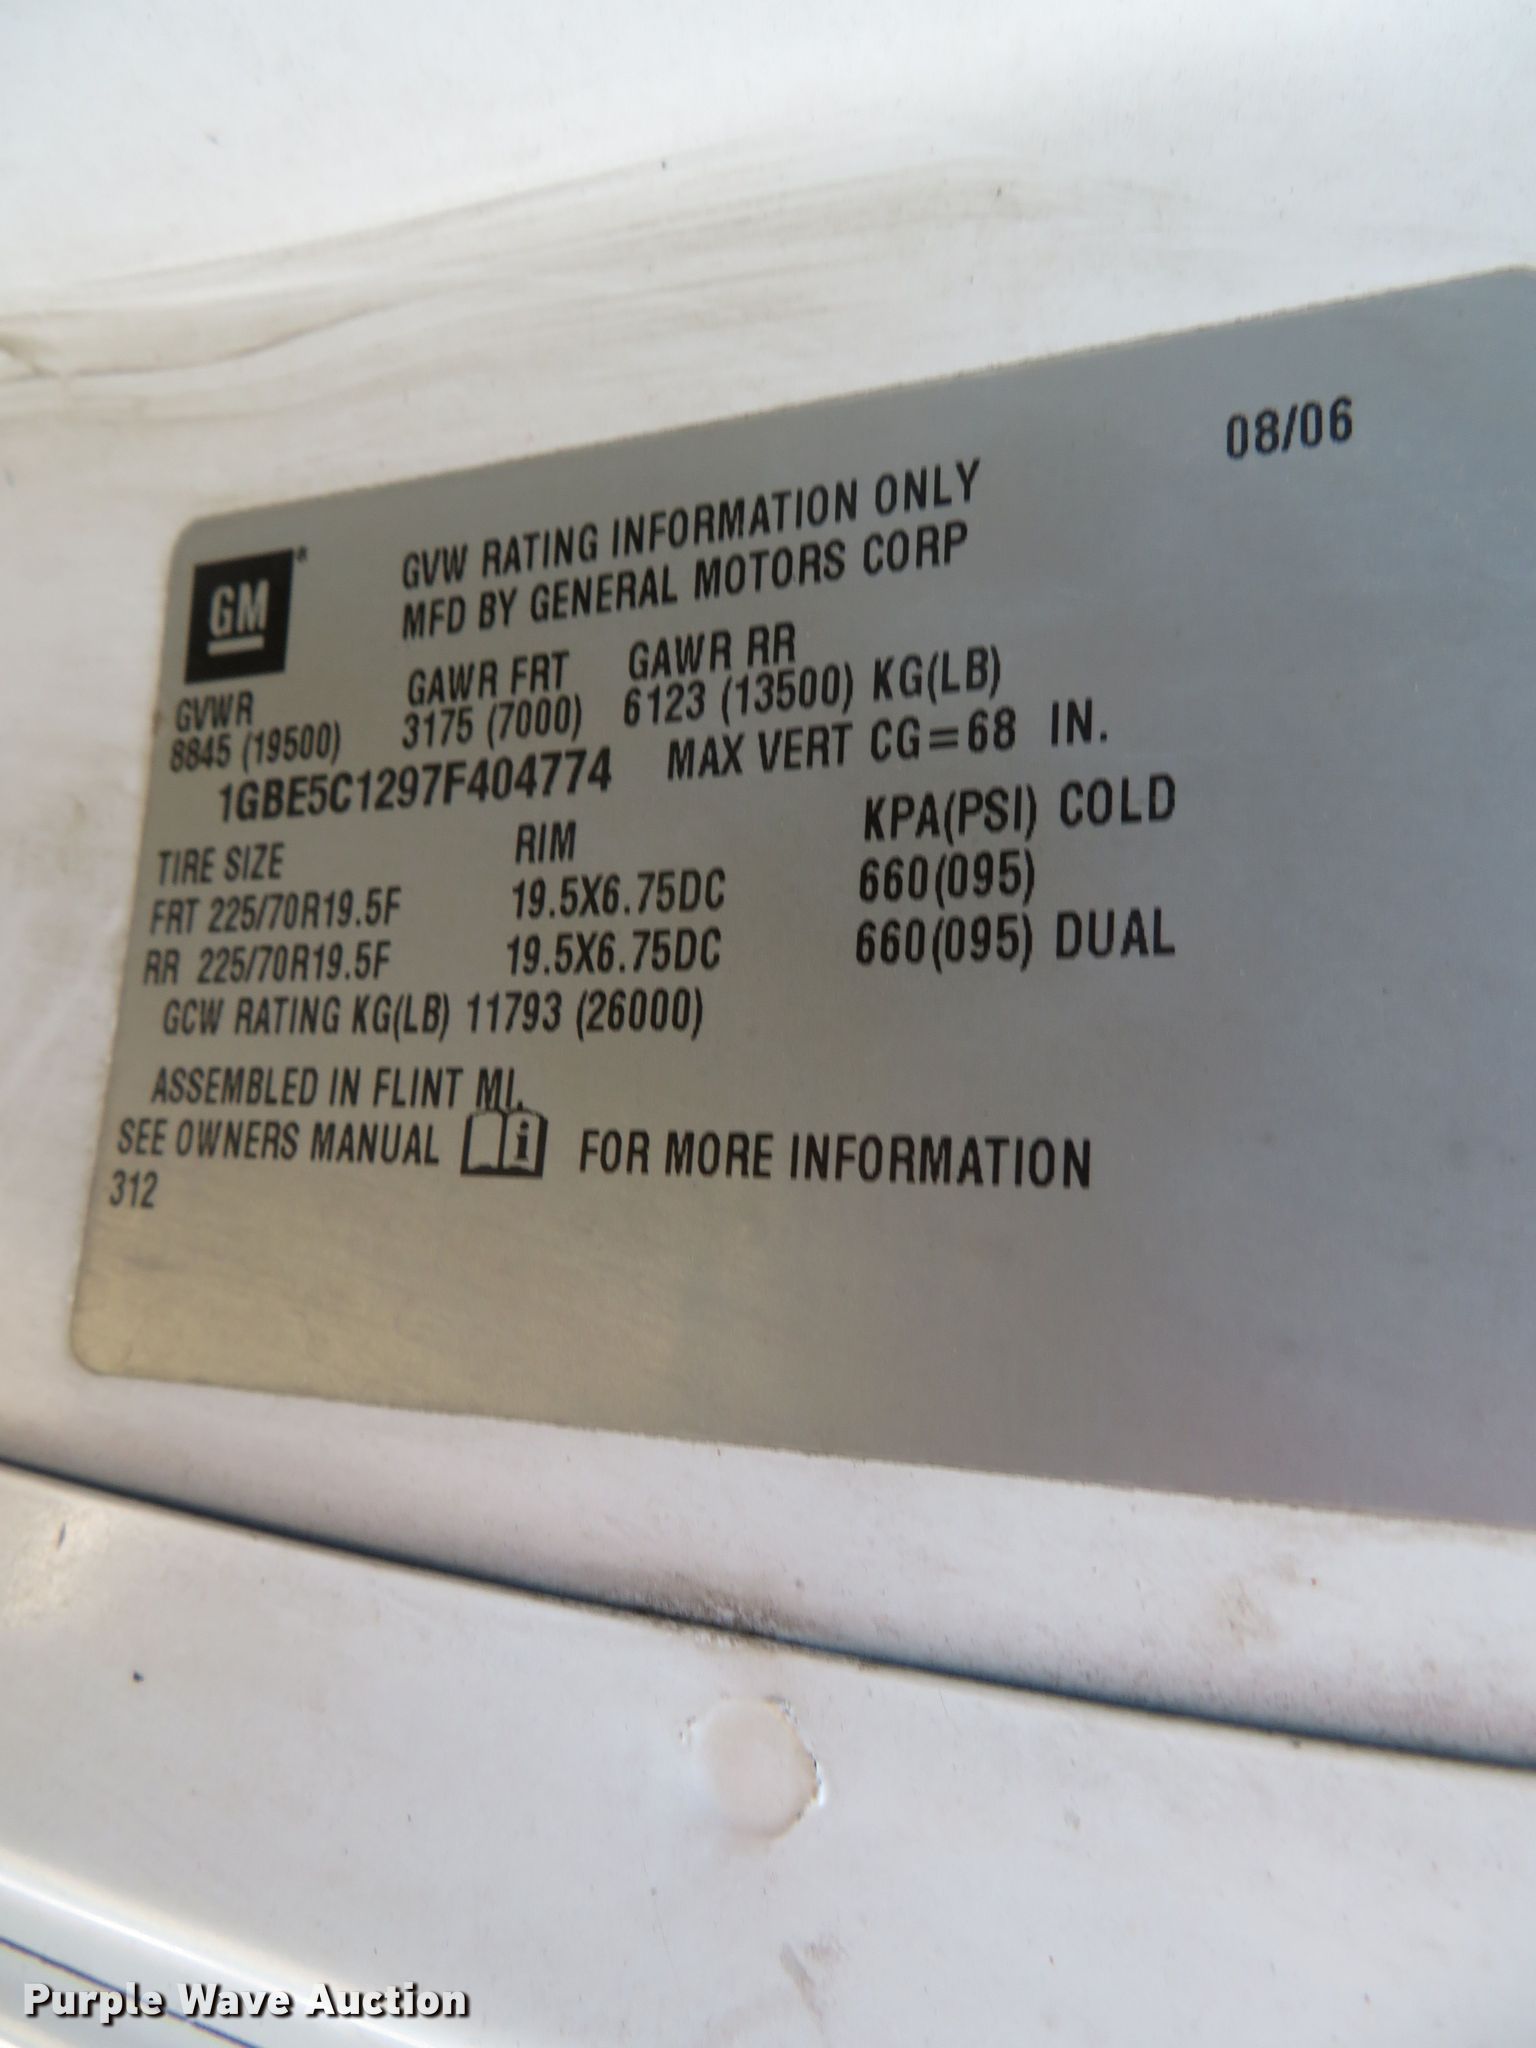 08/06
GM
GVW RATING INFORMATION ONLY
MFD BY GENERAL MOTORS CORP
GVWR GAWR FRT GAWR RR
8845 (19500) 3175 (7000) 6123 (13500) KG(LB)
1GBE5C1297F404774 MAX VERT CG=68 IN.
TIRE SIZE RIM KPA(PSI) COLD
FRT 225/70R19.5F 19.5X6.75DC 660(095)
RR 225/70R19.5F 19.5X6.75DC 660(095) DUAL
GCW RATING KG(LB) 11793 (26000)
ASSEMBLED IN FLINT MI.
SEE OWNERS MANUAL i FOR MORE INFORMATION
312
Purple Wave Auction